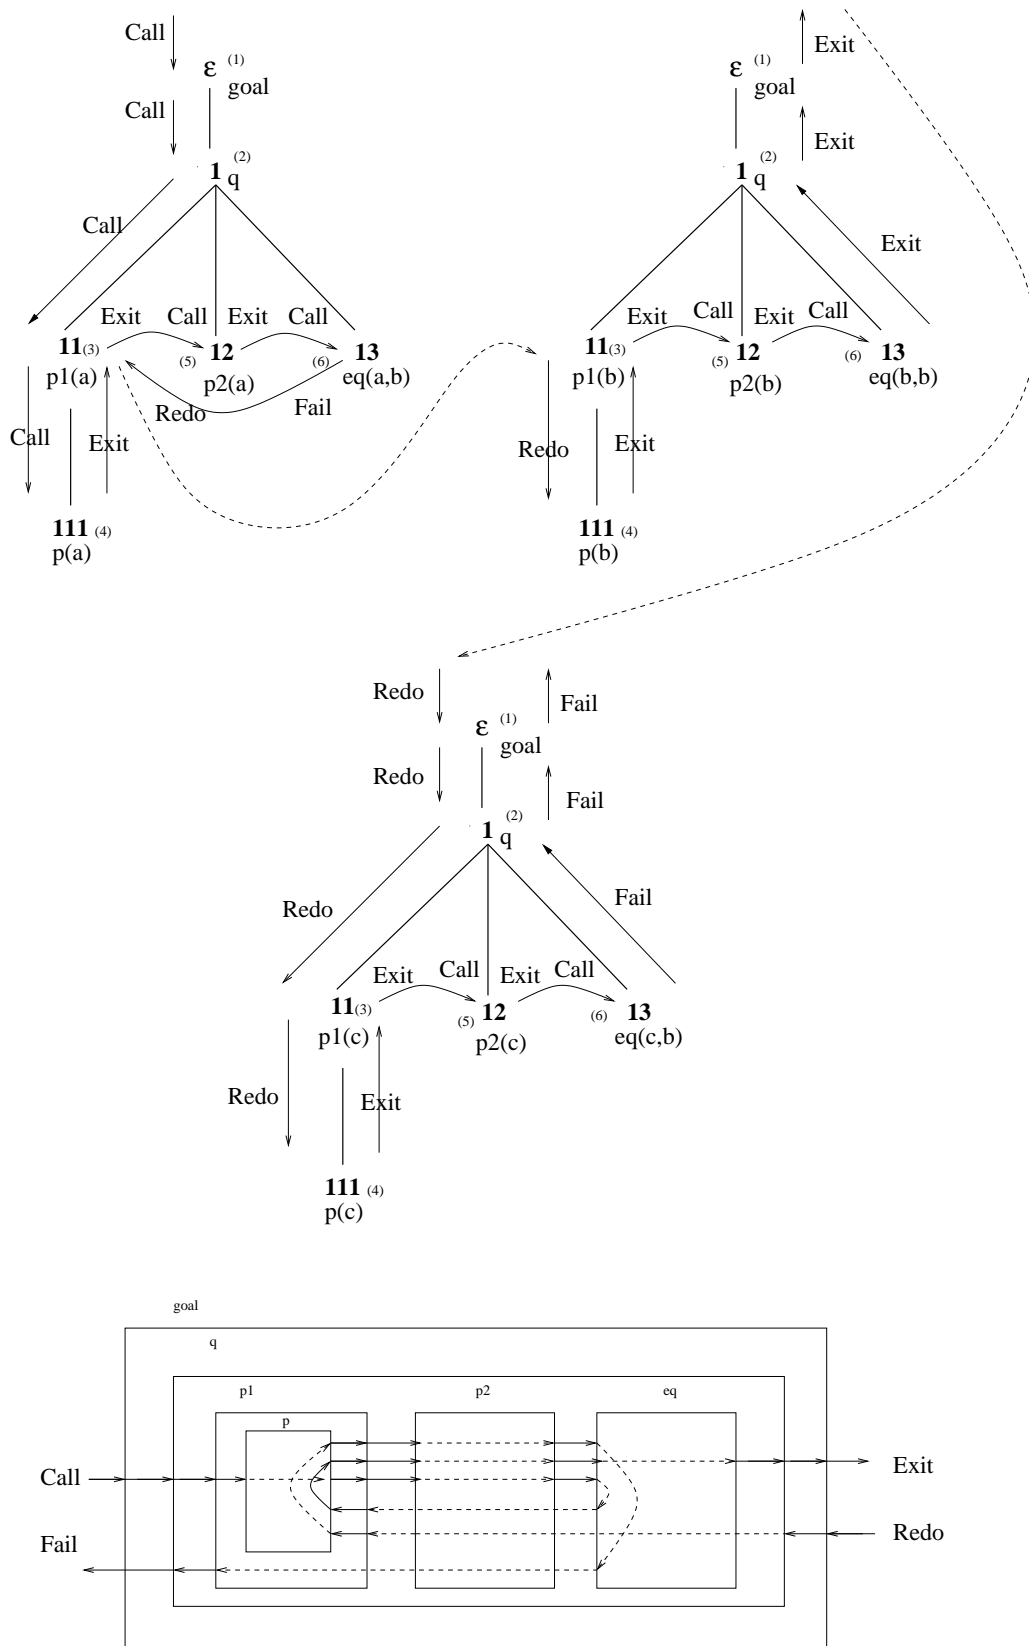 Call
ε (1)
goal
Call
1 (2)
q
Call
Exit Call Exit Call
11 (3) (5) 12 (6) 13
p1(a) p2(a) eq(a,b)
Redo Fail
Call Exit
111 (4)
p(a)
Exit
ε (1)
goal
Exit
1 (2)
q
Exit
Exit Call Exit Call
11 (3) (5) 12 (6) 13
p1(b) p2(b) eq(b,b)
Redo Exit
111 (4)
p(b)
Redo Fail
ε (1)
goal
Redo Fail
1 (2)
q
Redo Fail
Exit Call Exit Call
11 (3) (5) 12 (6) 13
p1(c) p2(c) eq(c,b)
Redo Exit
111 (4)
p(c)
goal
q
p1 p2 eq
p
Call Exit
Fail Redo